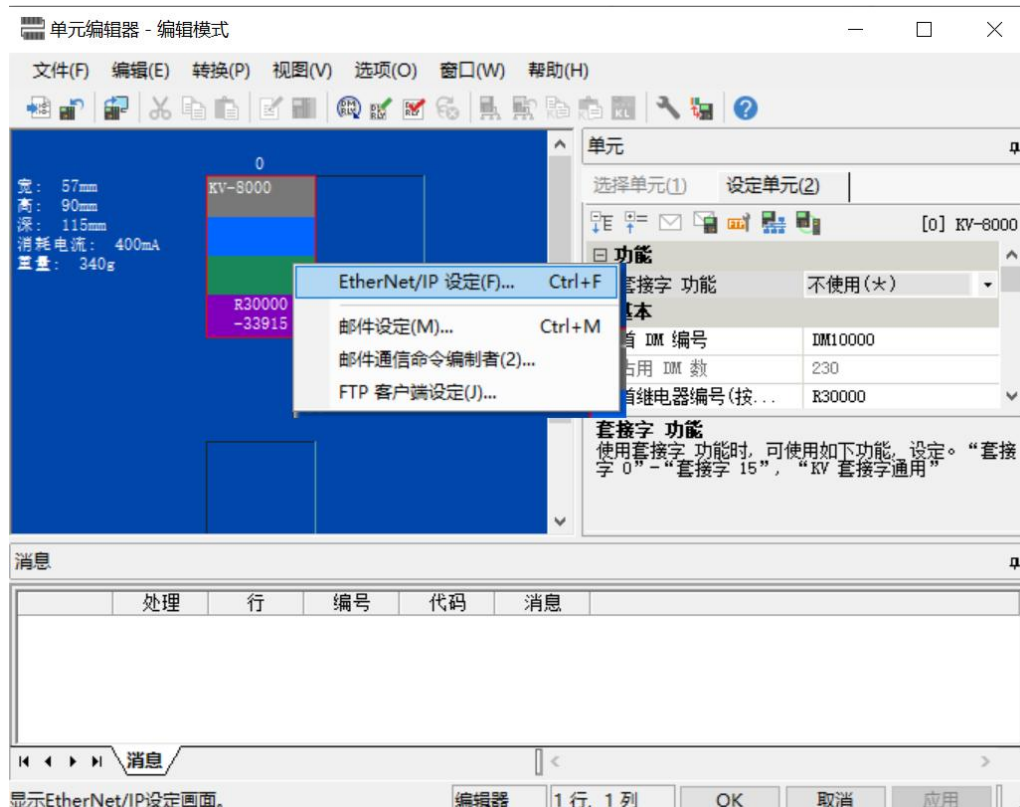 单元编辑器 - 编辑模式
文件(F) 编辑(E) 转换(P) 视图(V) 选项(O) 窗口(W) 帮助(H)
0
宽: 57mm
高: 90mm
深: 115mm
消耗电流: 400mA
重量: 340g
KV-8000
R30000
-33915
EtherNet/IP 设定(F)... Ctrl+F
邮件设定(M)... Ctrl+M
邮件通信命令编制者(2)...
FTP 客户端设定(J)...
单元
选择单元(1) 设定单元(2)
[0] KV-8000
功能
套接字 功能 不使用(*)
基本
首 DM 编号 DM10000
占用 DM 数 230
首继电器编号(按... R30000
套接字 功能
使用套接字 功能时, 可使用如下功能, 设定。“套接
字 0”-“套接字 15”, “KV 套接字通用”
消息
处理 行 编号 代码 消息
消息
显示EtherNet/IP设定画面。 编辑器 1 行, 1 列 OK 取消 应用